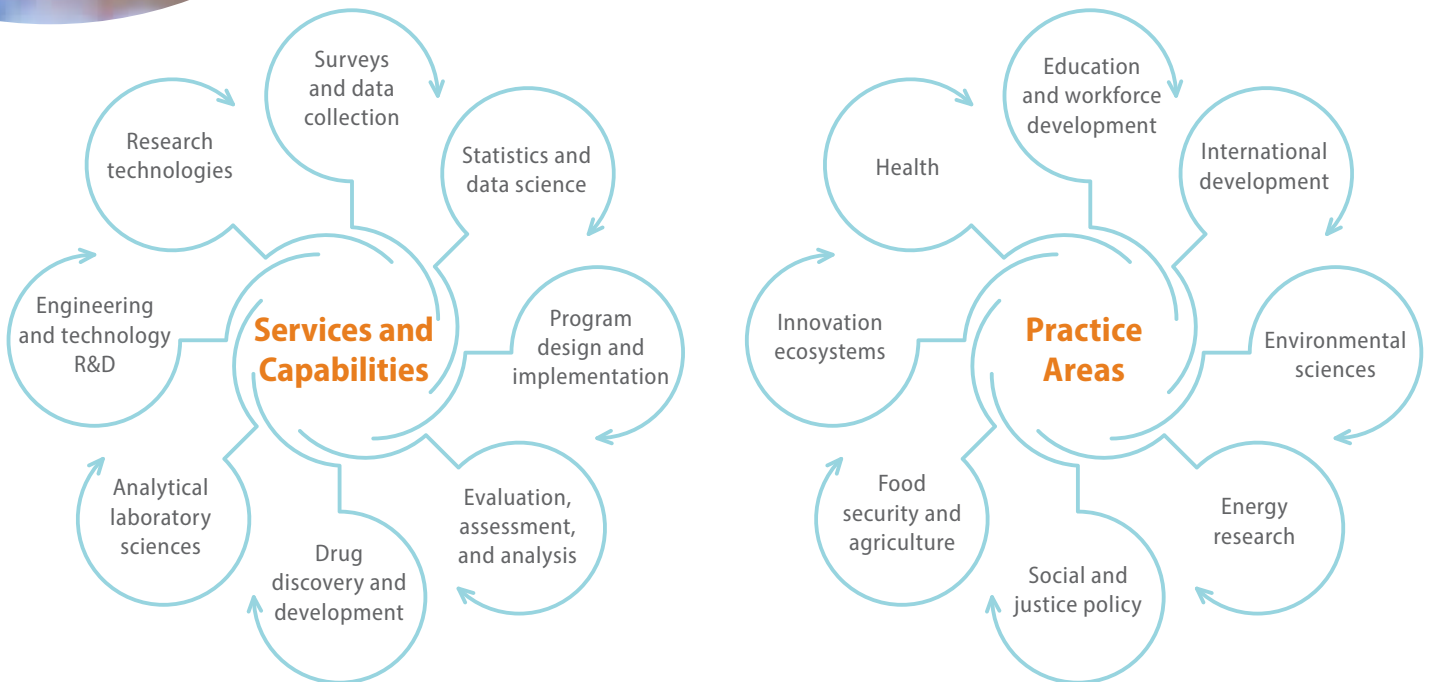 Services and
Capabilities
Surveys
and data
collection
Statistics and
data science
Program
design and
implementation
Evaluation,
assessment,
and analysis
Drug
discovery and
development
Analytical
laboratory
sciences
Engineering
and technology
R&D
Research
technologies
Practice
Areas
Education
and workforce
development
International
development
Environmental
sciences
Energy
research
Social and
justice policy
Food
security and
agriculture
Innovation
ecosystems
Health